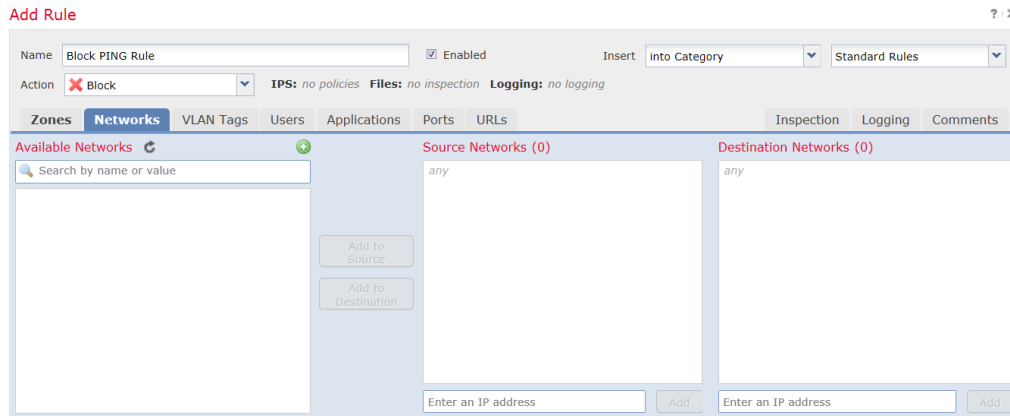 Add Rule ?
Name Block PING Rule Enabled Insert into Category Standard Rules
Action Block IPS: no policies Files: no inspection Logging: no logging
Zones Networks VLAN Tags Users Applications Ports URLs Inspection Logging Comments
Available Networks Source Networks (0) Destination Networks (0)
Search by name or value any any
Add to
Source
Add to
Destination
Enter an IP address Add Enter an IP address Add